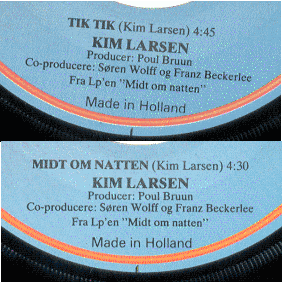 TIK TIK (Kim Larsen) 4:45
KIM LARSEN
Producer: Poul Bruun
Co-producere: Søren Wolff og Franz Beckerlee
Fra Lp'en "Midt om natten"
Made in Holland
MIDT OM NATTEN (Kim Larsen) 4:30
KIM LARSEN
Producer: Poul Bruun
Co-producere: Søren Wolff og Franz Beckerlee
Fra Lp'en "Midt om natten"
Made in Holland